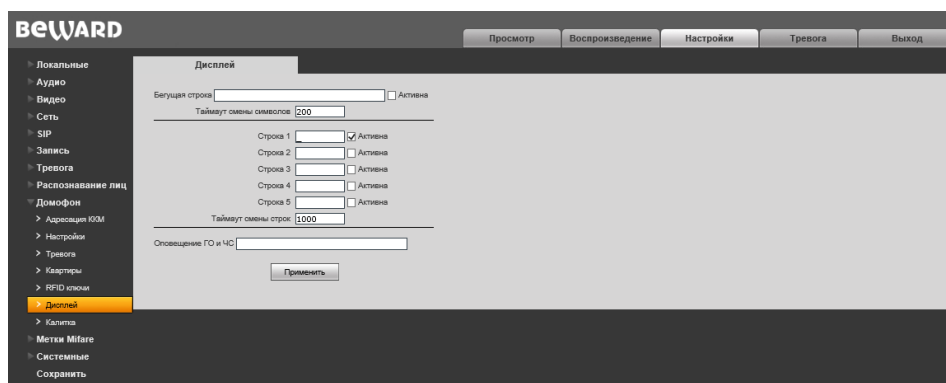 BEWARD
Просмотр
Воспроизведение
Настройки
Тревога
Выход
Локальные
Аудио
Видео
Сеть
SIP
Запись
Тревога
Распознавание лиц
Домофон
Адресация ККМ
Настройки
Тревога
Квартиры
RFID ключи
Дисплей
Калитка
Метки Mifare
Системные
Сохранить
Дисплей
Бегущая строка Активна
Таймаут смены символов 200
Строка 1 _ Активна
Строка 2 Активна
Строка 3 Активна
Строка 4 Активна
Строка 5 Активна
Таймаут смены строк 1000
Оповещение ГО и ЧС
Применить